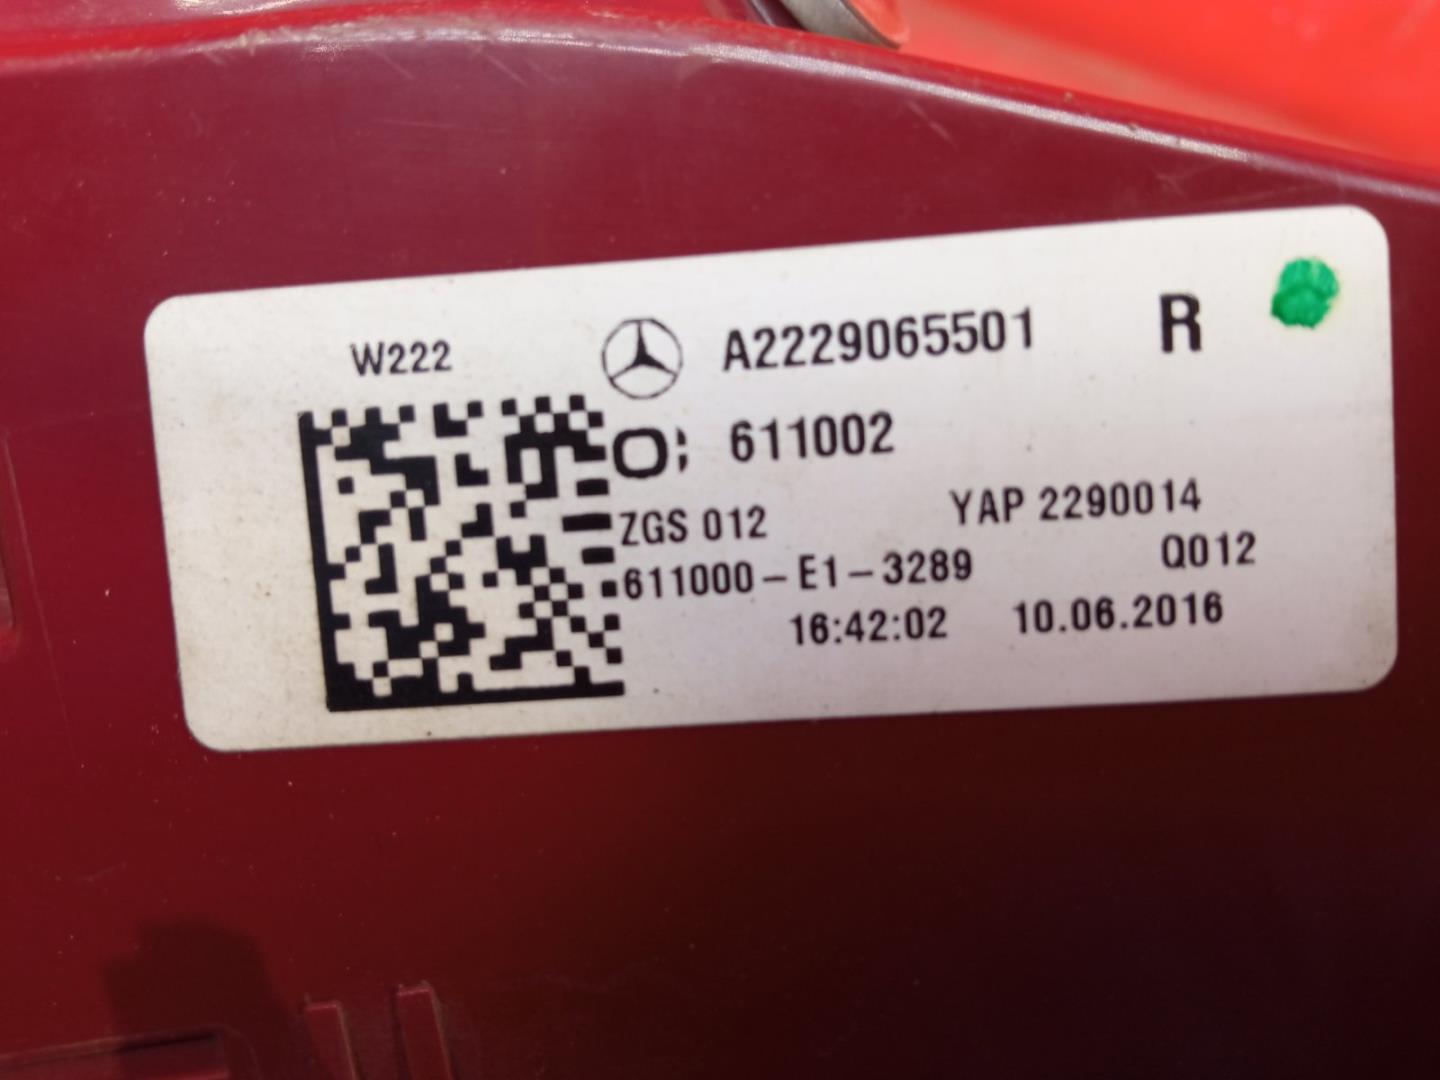 W222 A2229065501 R
611002
ZGS 012 YAP 2290014
611000-E1-3289 Q012
16:42:02 10.06.2016